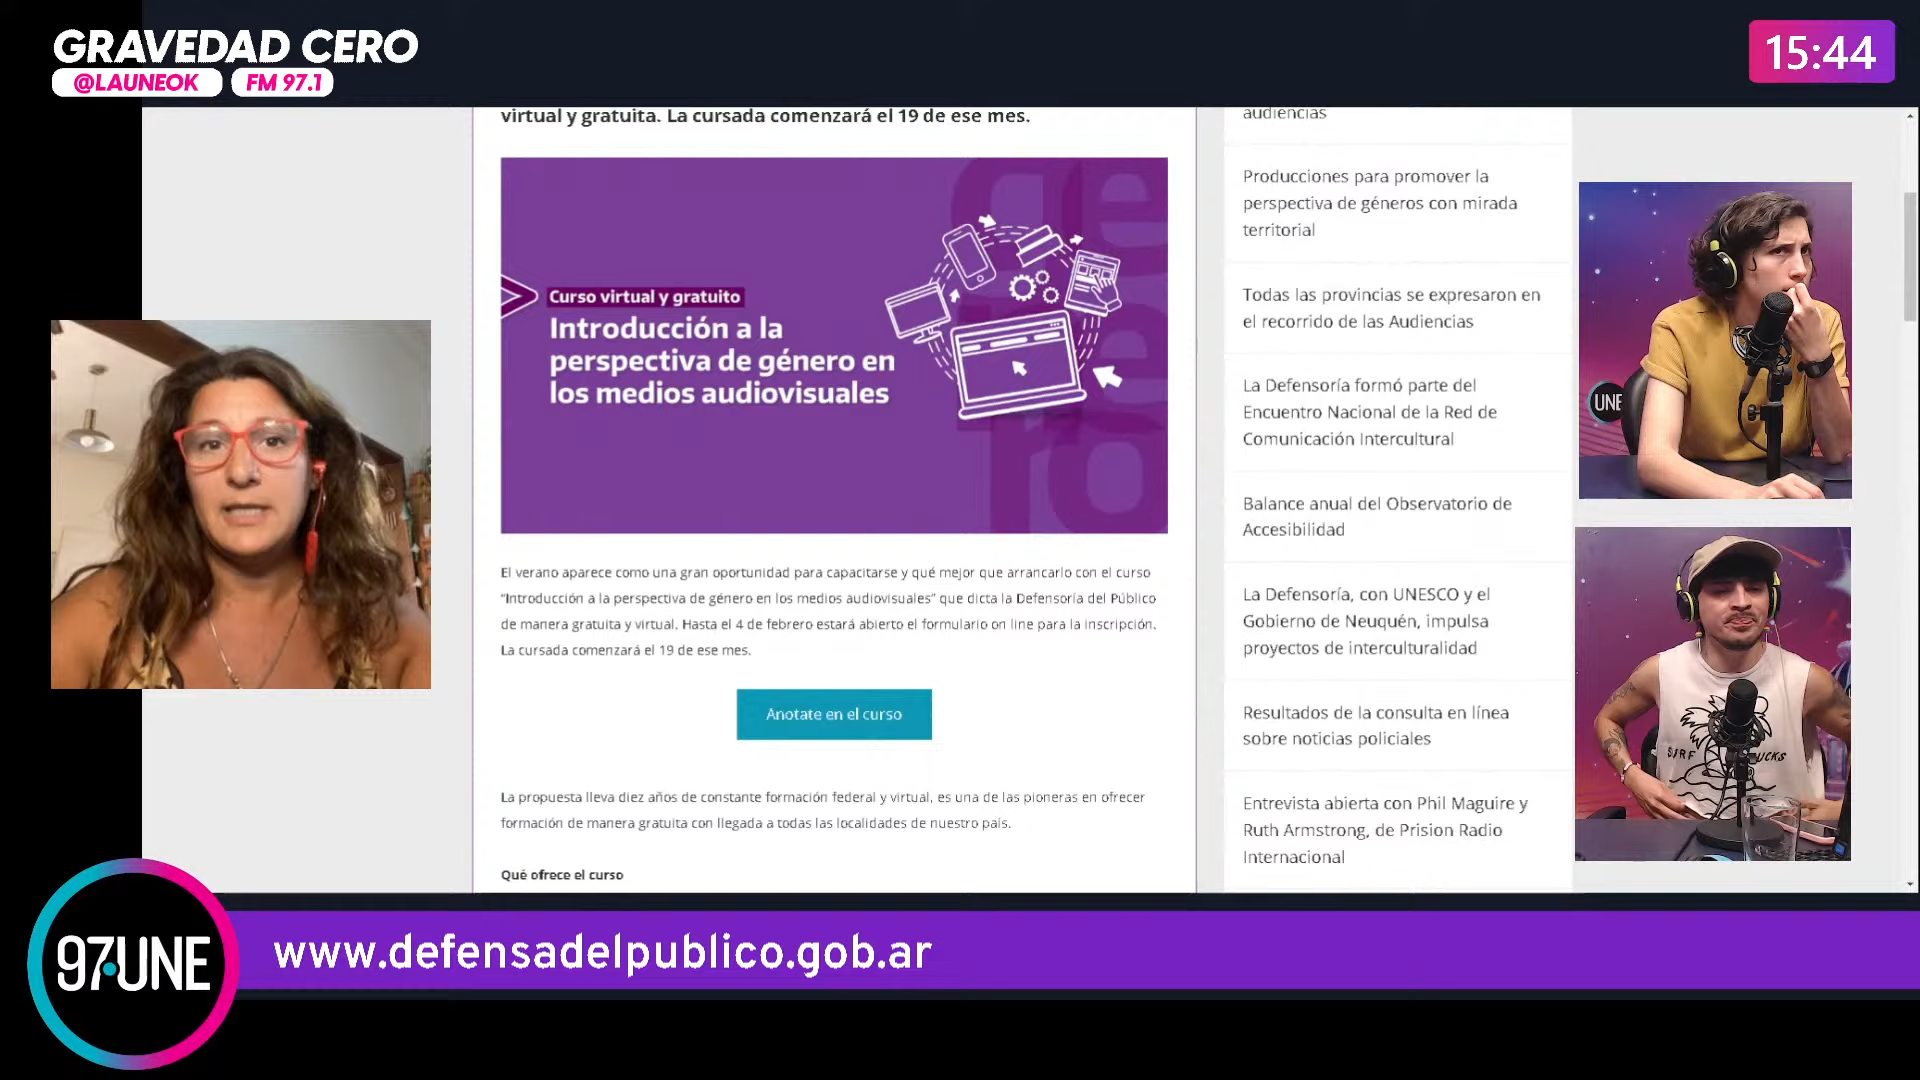 GRAVEDAD CERO
@LAUNEOK
FM 97.1
15:44
virtual y gratuita. La cursada comenzará el 19 de ese mes.
Curso virtual y gratuito
Introducción a la
perspectiva de género en
los medios audiovisuales
El verano aparece como una gran oportunidad para capacitarse y qué mejor que arrancarlo con el curso
“Introducción a la perspectiva de género en los medios audiovisuales” que dicta la Defensoría del Público
de manera gratuita y virtual. Hasta el 4 de febrero estará abierto el formulario on line para la inscripción.
La cursada comenzará el 19 de ese mes.
Anotate en el curso
La propuesta lleva diez años de constante formación federal y virtual, es una de las pioneras en ofrecer
formación de manera gratuita con llegada a todas las localidades de nuestro país.
Qué ofrece el curso
audiencias
Producciones para promover la
perspectiva de géneros con mirada
territorial
Todas las provincias se expresaron en
el recorrido de las Audiencias
La Defensoría formó parte del
Encuentro Nacional de la Red de
Comunicación Intercultural
Balance anual del Observatorio de
Accesibilidad
La Defensoría, con UNESCO y el
Gobierno de Neuquén, impulsa
proyectos de interculturalidad
Resultados de la consulta en línea
sobre noticias policiales
Entrevista abierta con Phil Maguire y
Ruth Armstrong, de Prision Radio
Internacional
UNE
SURF
97.UNE
www.defensadelpublico.gob.ar